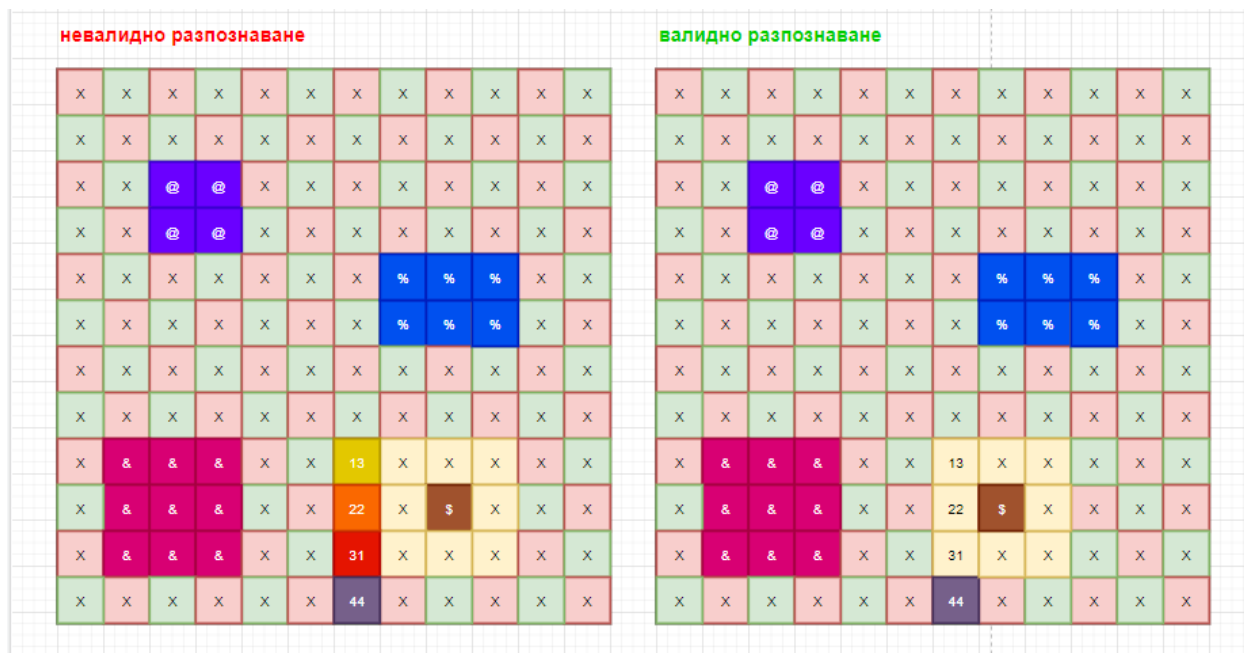 невалидно разпознаване валидно разпознаване
X X X X X X X X X X X X X X X X X X X X X X X X
X X X X X X X X X X X X X X X X X X X X X X X X
X X @ @ X X X X X X X X X X @ @ X X X X X X X X
X X @ @ X X X X X X X X X X @ @ X X X X X X X X
X X X X X X X % % % X X X X X X X X X % % % X X
X X X X X X X % % % X X X X X X X X X % % % X X
X X X X X X X X X X X X X X X X X X X X X X X X
X X X X X X X X X X X X X X X X X X X X X X X X
X & & & X X 13 X X X X X X & & & X X 13 X X X X X
X & & & X X 22 X $ X X X X & & & X X 22 $ X X X X
X & & & X X 31 X X X X X X & & & X X 31 X X X X X
X X X X X X 44 X X X X X X X X X X X 44 X X X X X